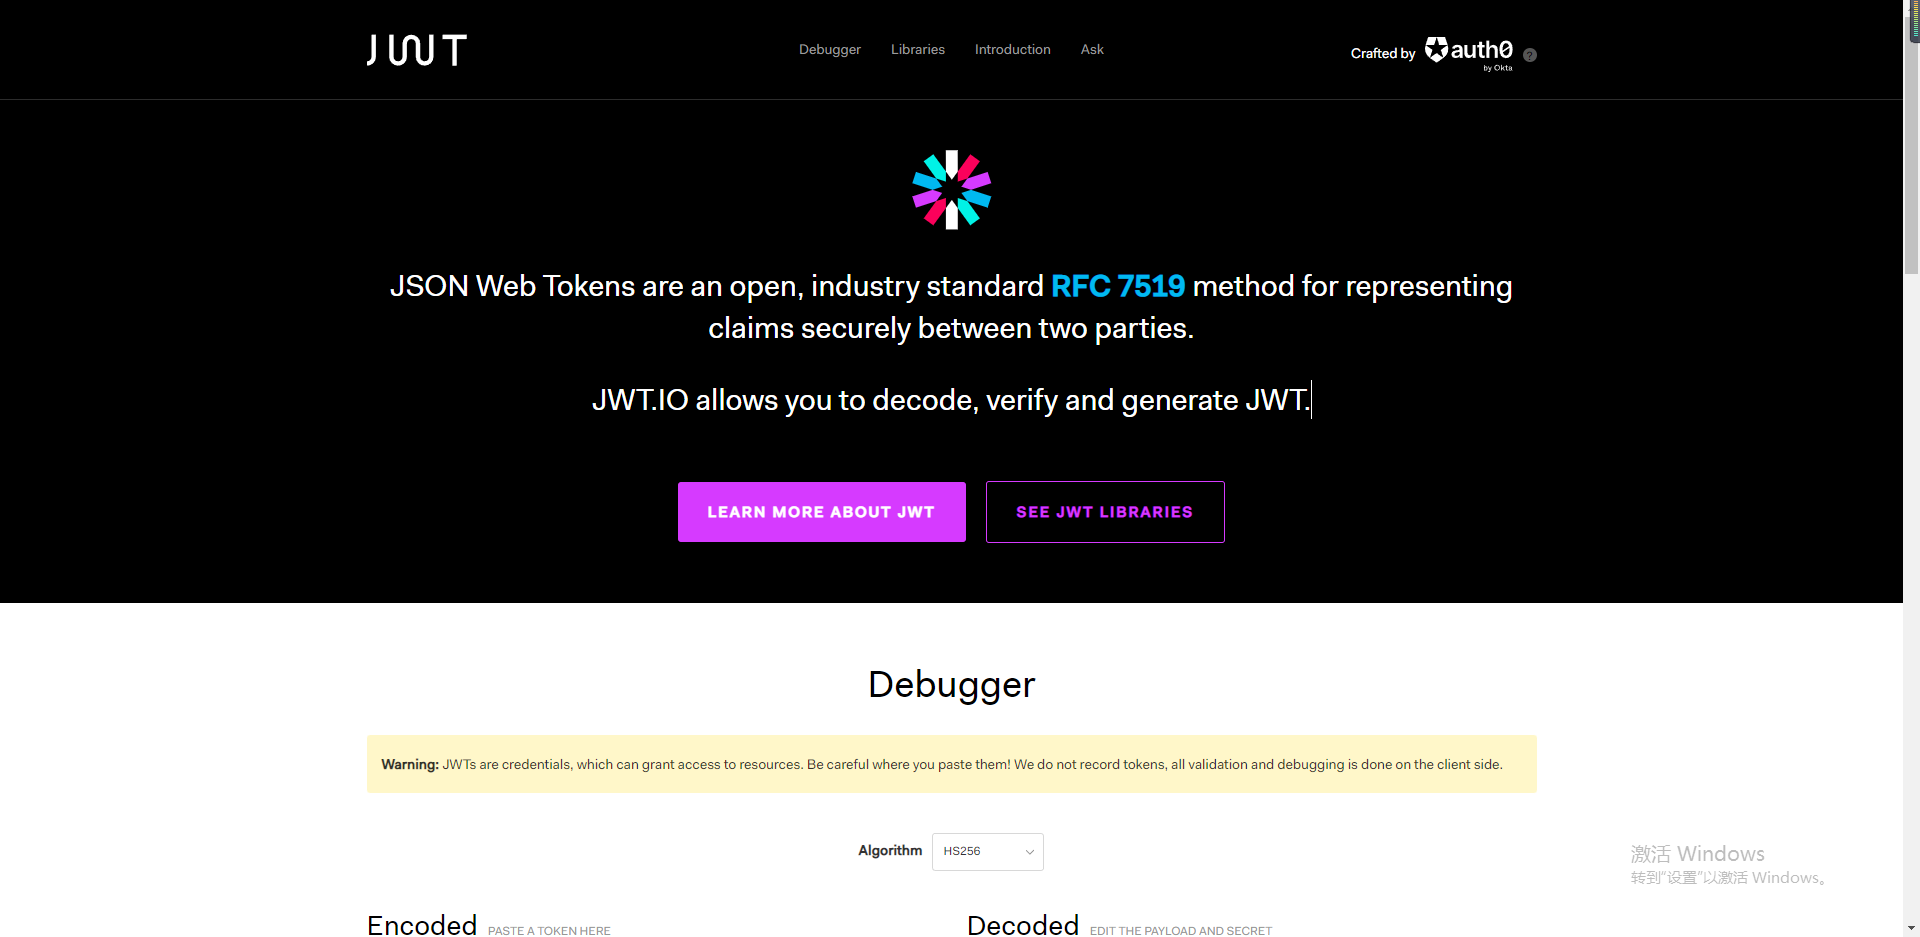 JWT
Debugger
Libraries
Introduction
Ask
Crafted by
auth0
by Okta
?
JSON Web Tokens are an open, industry standard RFC 7519 method for representing
claims securely between two parties.
JWT.IO allows you to decode, verify and generate JWT.
LEARN MORE ABOUT JWT
SEE JWT LIBRARIES
Debugger
Warning: JWTs are credentials, which can grant access to resources. Be careful where you paste them! We do not record tokens, all validation and debugging is done on the client side.
Algorithm
HS256
Encoded PASTE A TOKEN HERE
Decoded EDIT THE PAYLOAD AND SECRET
激活 Windows
转到“设置”以激活 Windows。